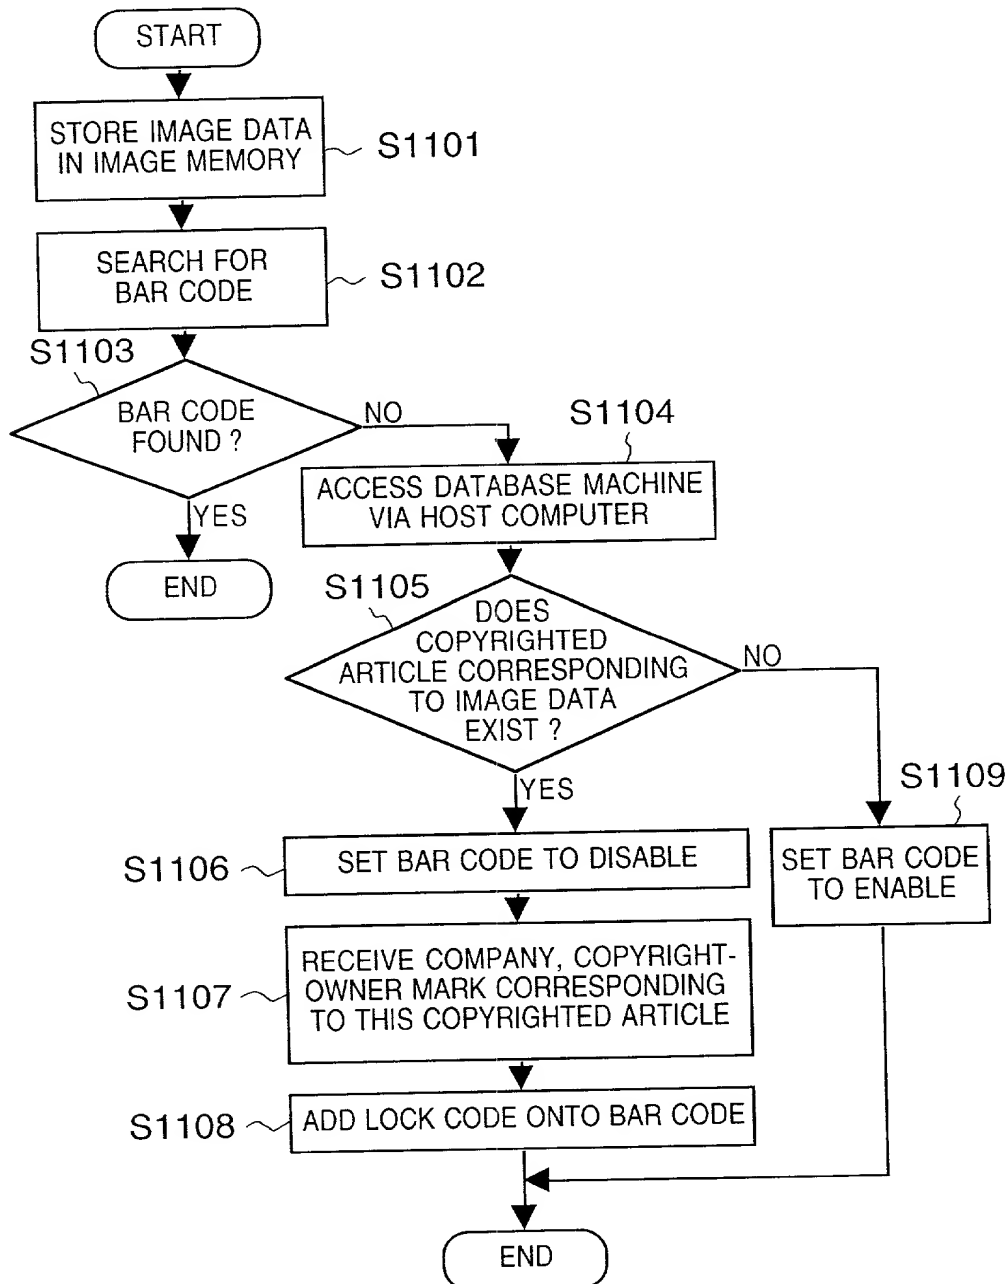 START
STORE IMAGE DATA
IN IMAGE MEMORY
S1101
SEARCH FOR
BAR CODE
S1102
S1103
BAR CODE
FOUND ?
NO
YES
END
S1104
ACCESS DATABASE MACHINE
VIA HOST COMPUTER
S1105
DOES
COPYRIGHTED
ARTICLE CORRESPONDING
TO IMAGE DATA
EXIST ?
NO
YES
S1106
SET BAR CODE TO DISABLE
S1109
SET BAR CODE
TO ENABLE
S1107
RECEIVE COMPANY, COPYRIGHT-
OWNER MARK CORRESPONDING
TO THIS COPYRIGHTED ARTICLE
S1108
ADD LOCK CODE ONTO BAR CODE
END